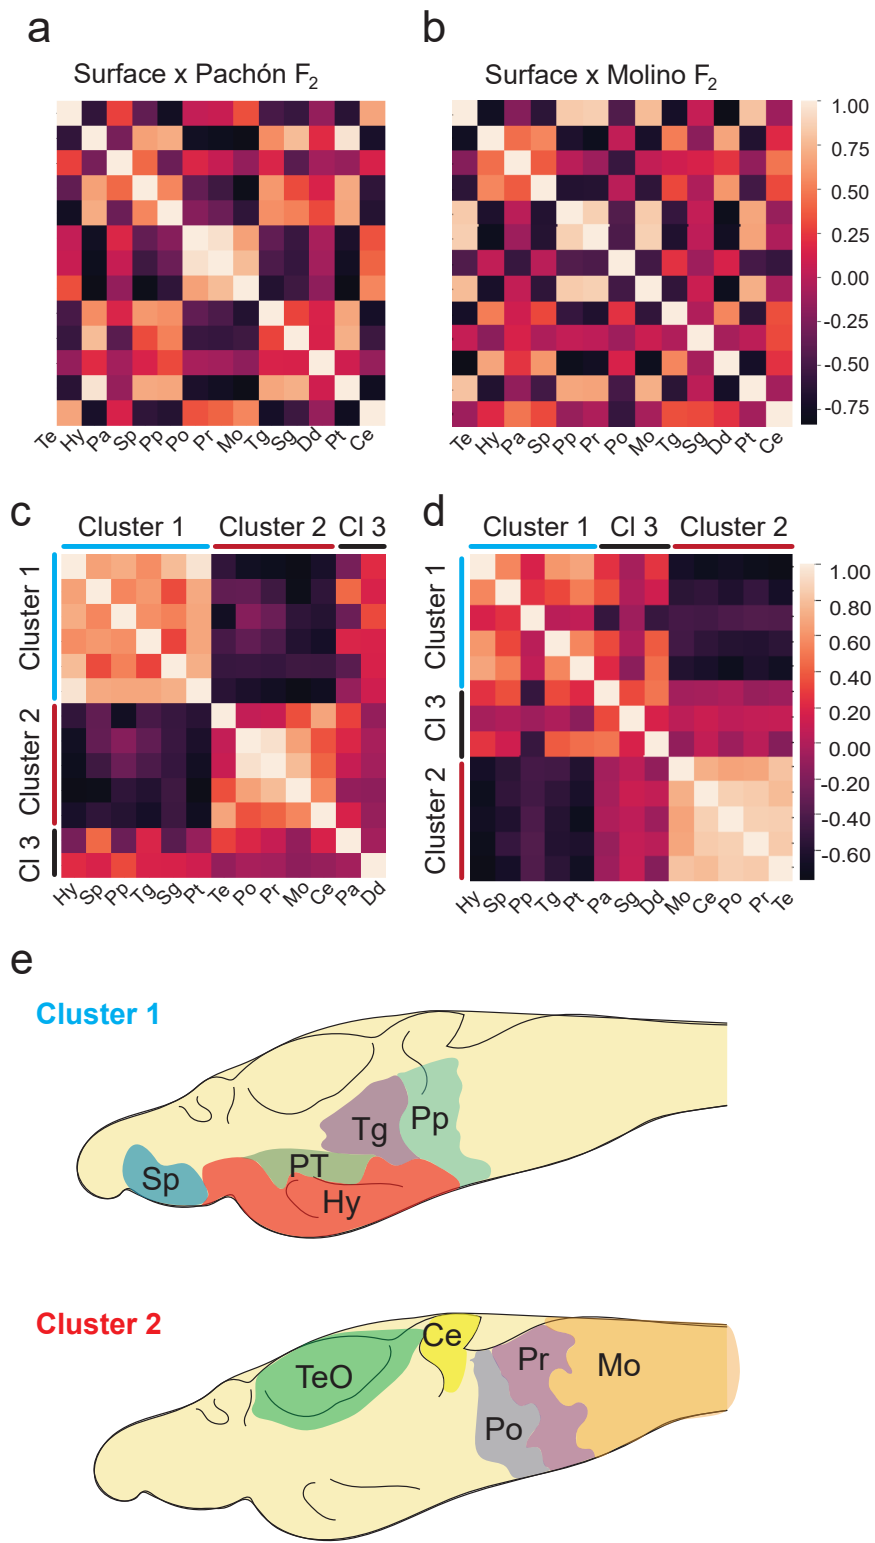 a
b
Surface x Pachón F2
Surface x Molino F2
1.00
0.75
0.50
0.25
0.00
-0.25
-0.50
-0.75
Te Hy Pa Sp Pp Po Pr Mo Tg Sg Dd Pt Ce
Te Hy Pa Sp Pp Pr Po Mo Tg Sg Dd Pt Ce
c
d
Cluster 1 Cluster 2 Cl 3
Cluster 1 Cl 3 Cluster 2
Cluster 1
Cluster 2
Cl 3
Cluster 1
Cl 3
Cluster 2
1.00
0.80
0.60
0.40
0.20
0.00
-0.20
-0.40
-0.60
Hy Sp Pp Tg Sg Pt Te Po Pr Mo Ce Pa Dd
Hy Sp Pp Tg Pt Pa Sg Dd Mo Ce Po Pr Te
e
Cluster 1
Tg
Pp
PT
Sp
Hy
Cluster 2
Ce
TeO
Pr
Mo
Po